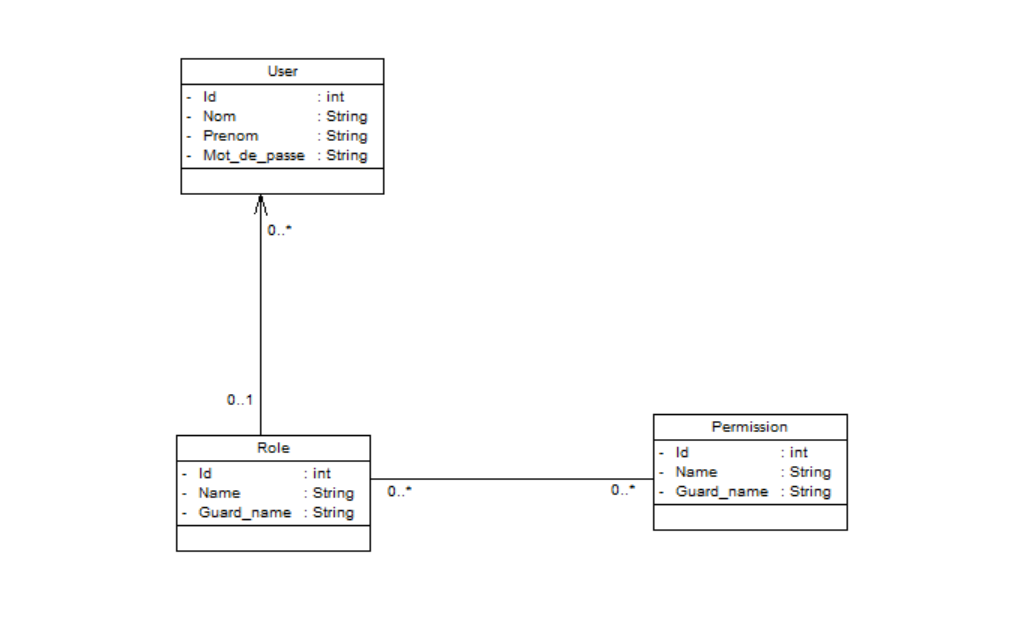 User
- Id : int
- Nom : String
- Prenom : String
- Mot_de_passe : String
0..*
0..1
Role
- Id : int
- Name : String
- Guard_name : String
0..*
0..*
Permission
- Id : int
- Name : String
- Guard_name : String